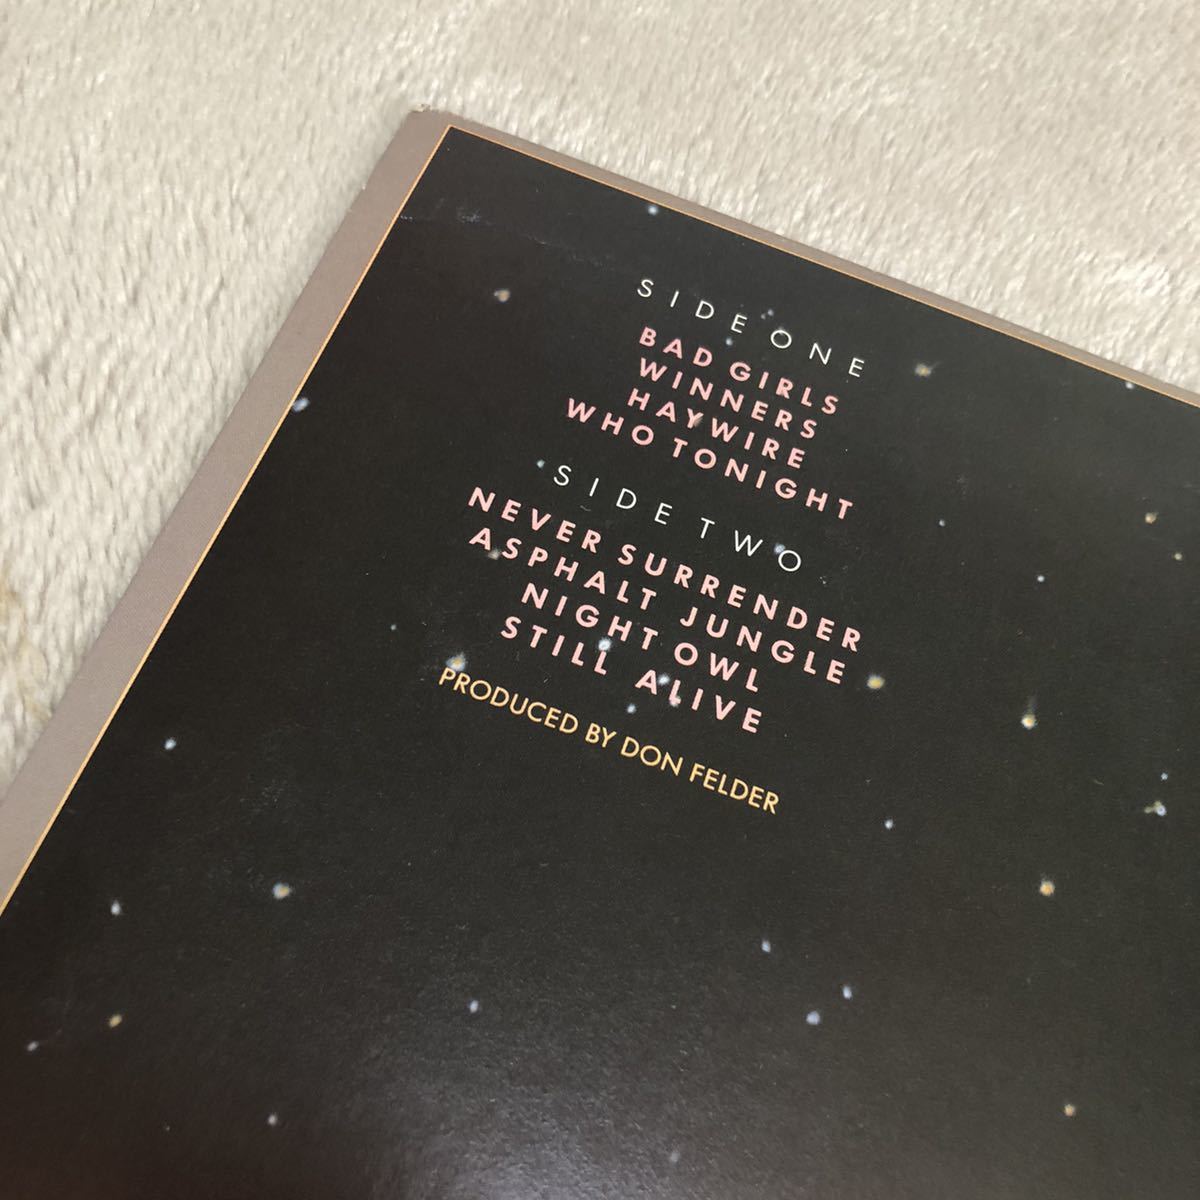 SIDE ONE
BAD GIRLS
WINNERS
HAYWIRE
WHO TONIGHT
SIDE TWO
NEVER SURRENDER
ASPHALT JUNGLE
NIGHT OWL
STILL ALIVE
PRODUCED BY DON FELDER